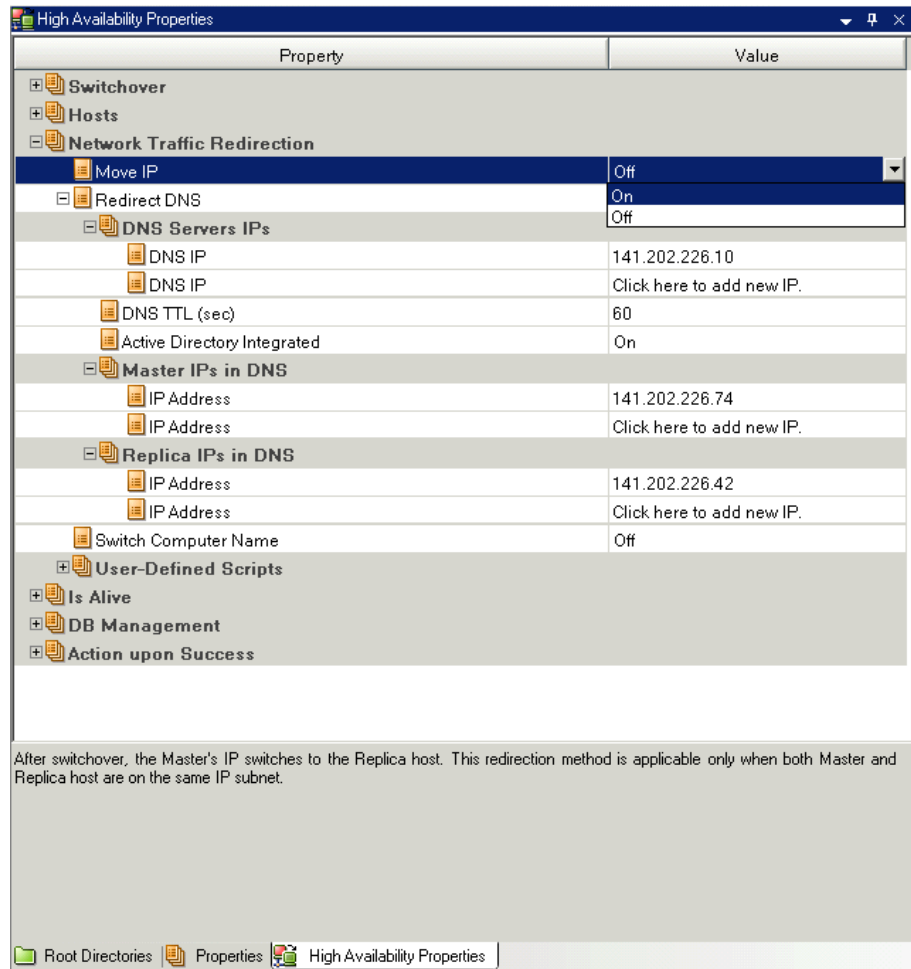 High Availability Properties
Property Value
Switchover
Hosts
Network Traffic Redirection
Move IP Off
Redirect DNS On
Off
DNS Servers IPs
DNS IP 141.202.226.10
DNS IP Click here to add new IP.
DNS TTL (sec) 60
Active Directory Integrated On
Master IPs in DNS
IP Address 141.202.226.74
IP Address Click here to add new IP.
Replica IPs in DNS
IP Address 141.202.226.42
IP Address Click here to add new IP.
Switch Computer Name Off
User-Defined Scripts
Is Alive
DB Management
Action upon Success
After switchover, the Master's IP switches to the Replica host. This redirection method is applicable only when both Master and
Replica host are on the same IP subnet.
Root Directories Properties High Availability Properties